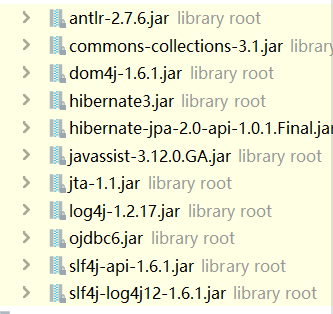 antlr-2.7.6.jar library root
commons-collections-3.1.jar library
dom4j-1.6.1.jar library root
hibernate3.jar library root
hibernate-jpa-2.0-api-1.0.1.Final.jar
javassist-3.12.0.GA.jar library root
jta-1.1.jar library root
log4j-1.2.17.jar library root
ojdbc6.jar library root
slf4j-api-1.6.1.jar library root
slf4j-log4j12-1.6.1.jar library root